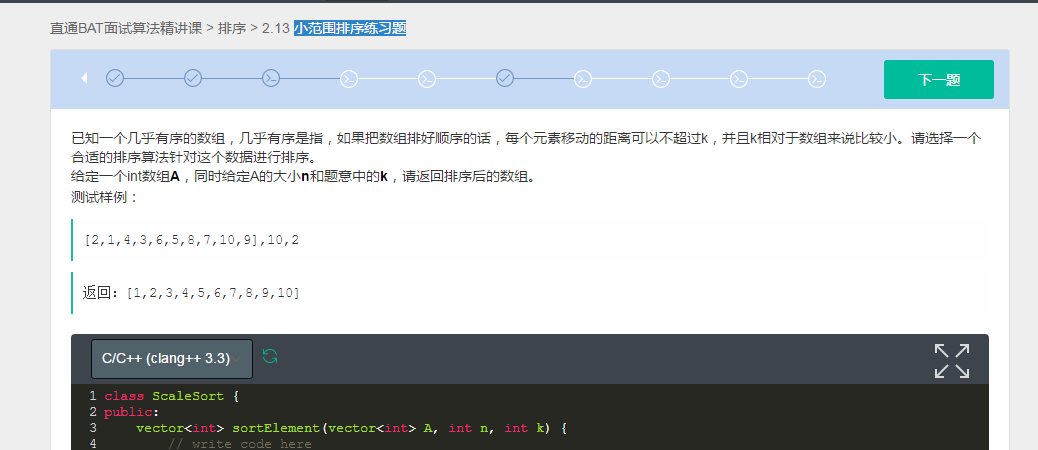 直通BAT面试算法精讲课 > 排序 > 2.13 小范围排序练习题
下一题
已知一个几乎有序的数组，几乎有序是指，如果把数组排好顺序的话，每个元素移动的距离可以不超过k，并且k相对于数组来说比较小。请选择一个
合适的排序算法针对这个数据进行排序。
给定一个int数组A，同时给定A的大小n和题意中的k，请返回排序后的数组。
测试样例：
[2,1,4,3,6,5,8,7,10,9],10,2
返回：[1,2,3,4,5,6,7,8,9,10]
C/C++ (clang++ 3.3)
1 class ScaleSort {
2 public:
3     vector<int> sortElement(vector<int> A, int n, int k) {
4         // write code here